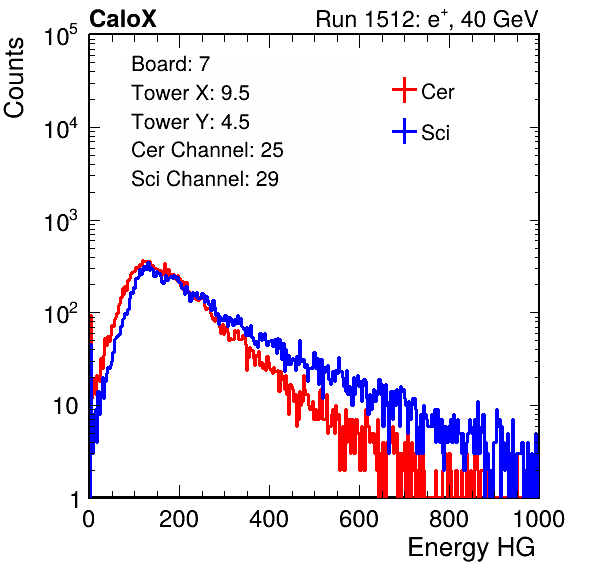 CaloX Run 1512: e⁺, 40 GeV
Counts
10⁵
10⁴
10³
10²
10
1
Board: 7
Tower X: 9.5
Tower Y: 4.5
Cer Channel: 25
Sci Channel: 29
Cer
Sci
0 200 400 600 800 1000
Energy HG